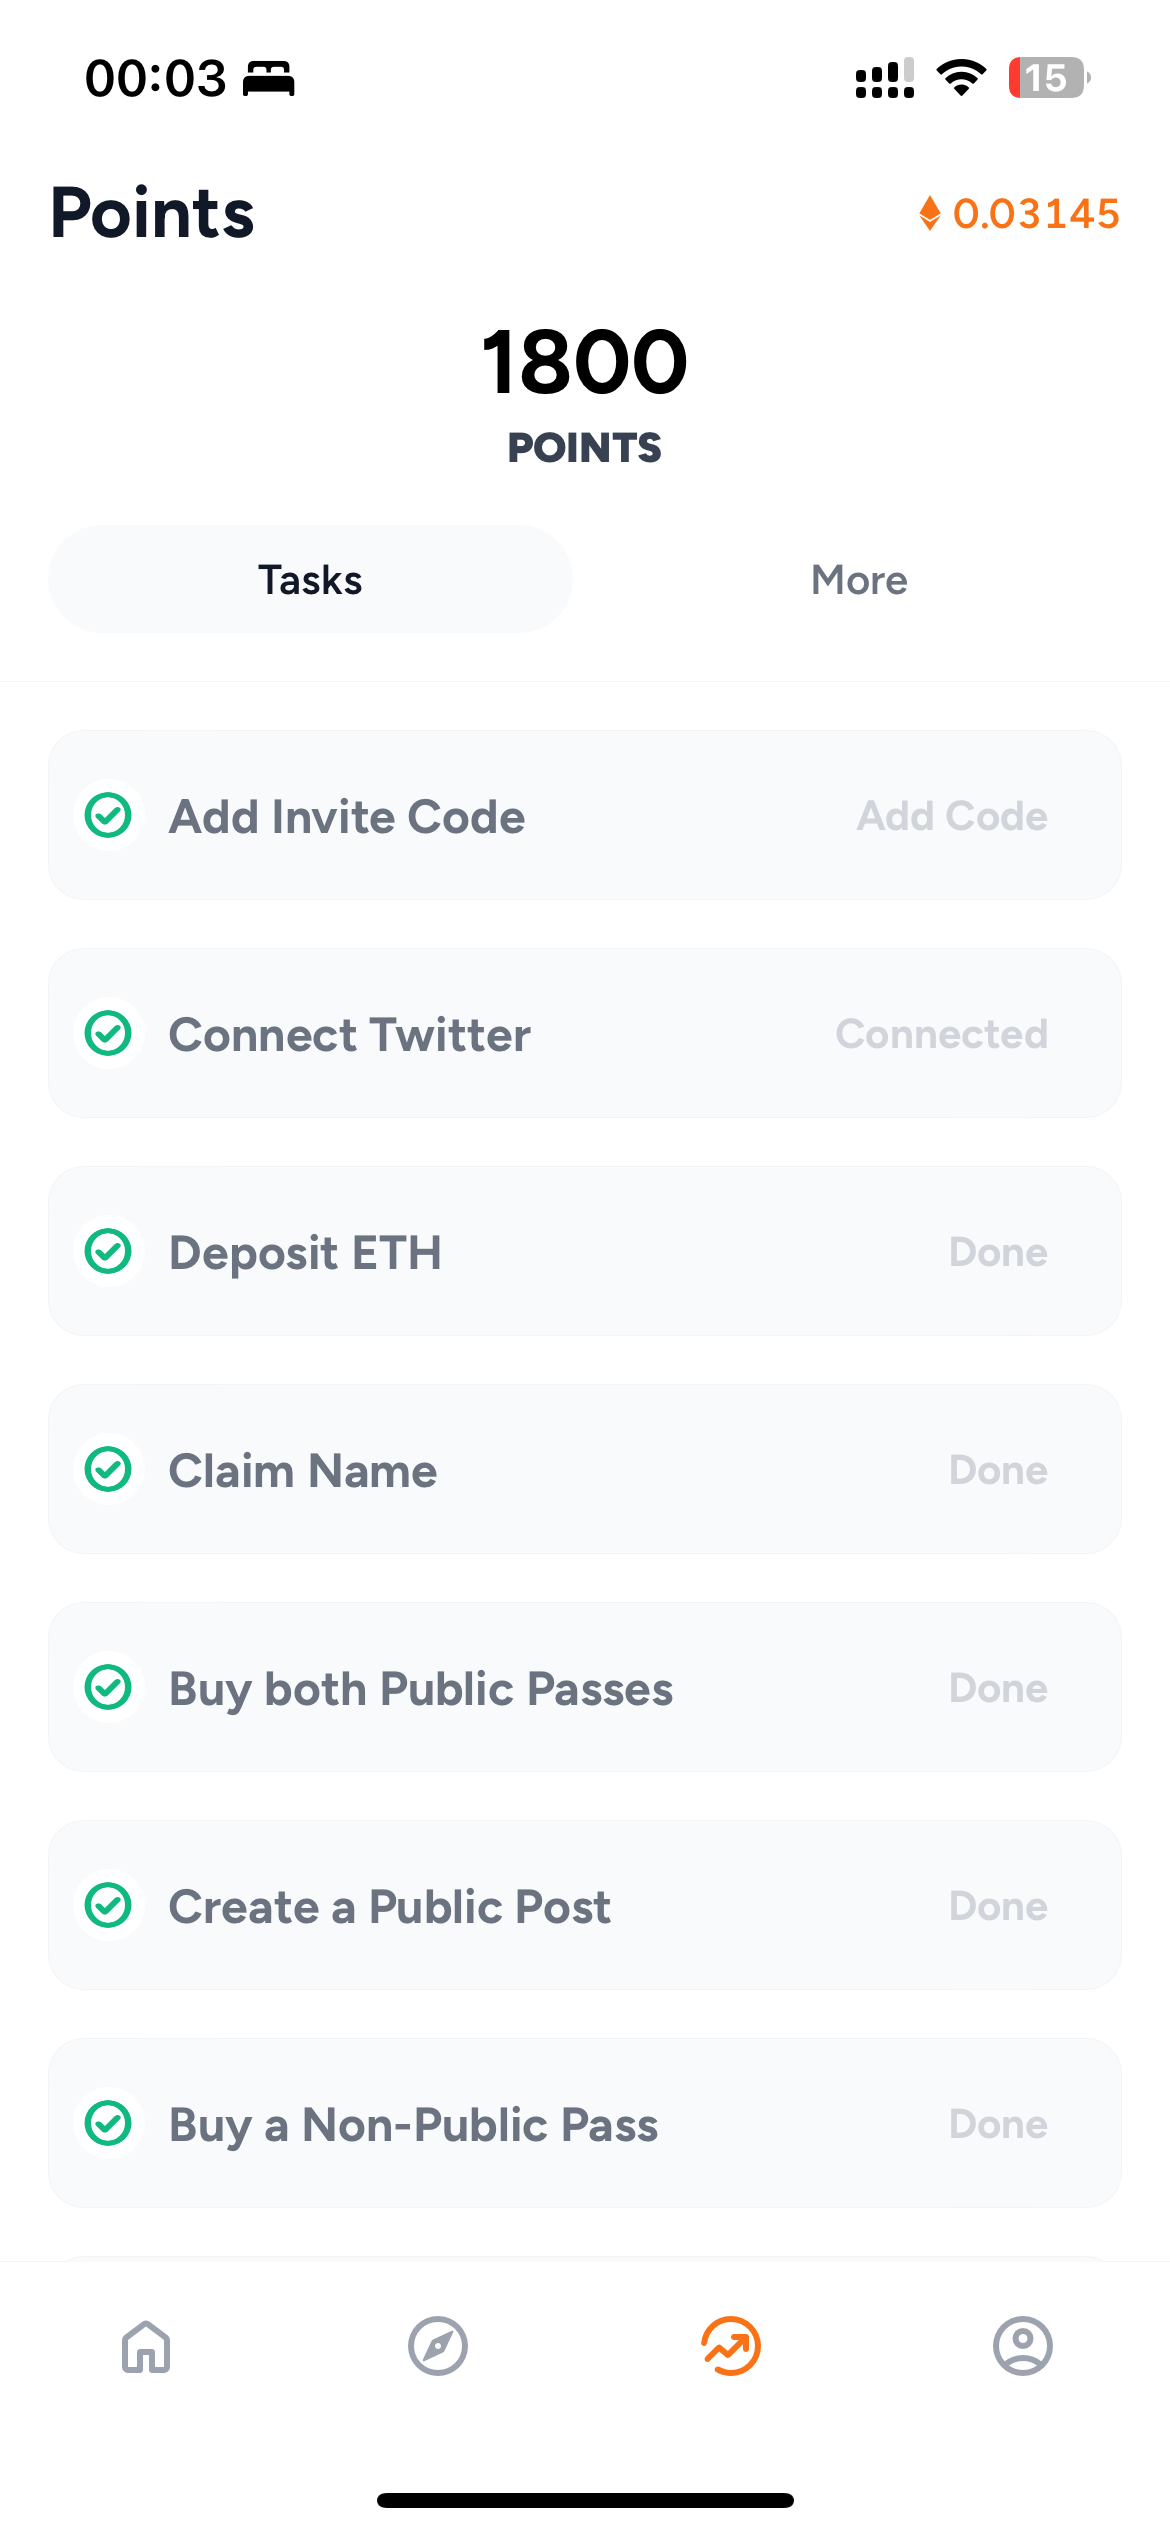 00:03
15
Points
0.03145
1800
POINTS
Tasks
More
Add Invite Code
Add Code
Connect Twitter
Connected
Deposit ETH
Done
Claim Name
Done
Buy both Public Passes
Done
Create a Public Post
Done
Buy a Non-Public Pass
Done